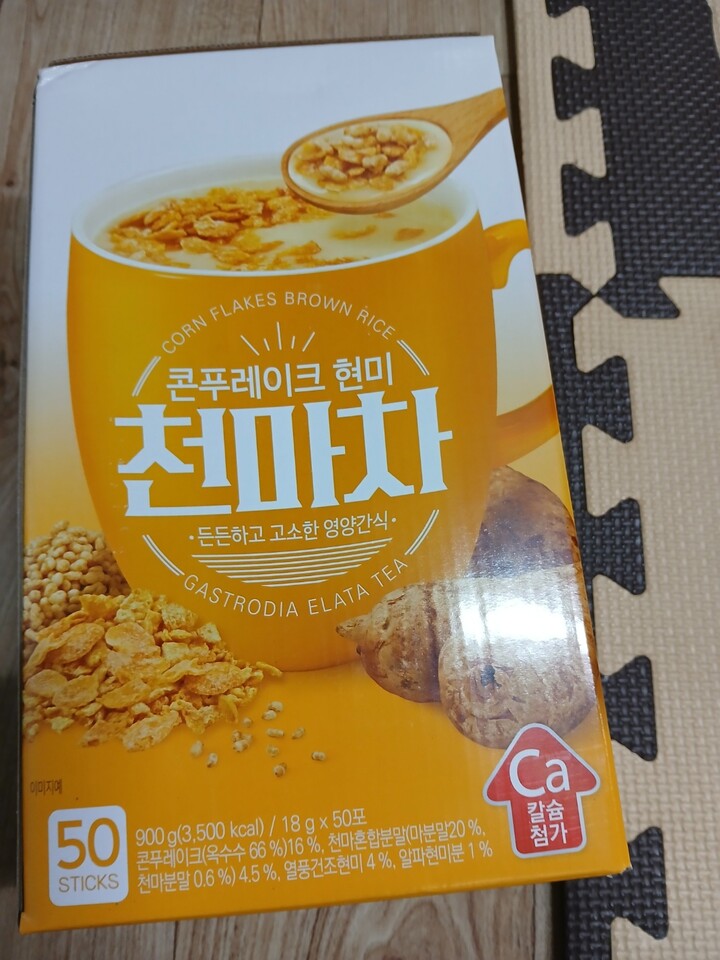 CORN FLAKES BROWN RICE
콘푸레이크 현미
천마차
·든든하고 고소한 영양간식·
GASTRODIA ELATA TEA
이미지예
Ca
칼슘
첨가
50
STICKS
900 g(3,500 kcal) / 18 g x 50포
콘푸레이크(옥수수 66 %)16 %, 천마혼합분말(마분말20 %,
천마분말 0.6 %) 4.5 %, 열풍건조현미 4 %, 알파현미분 1 %